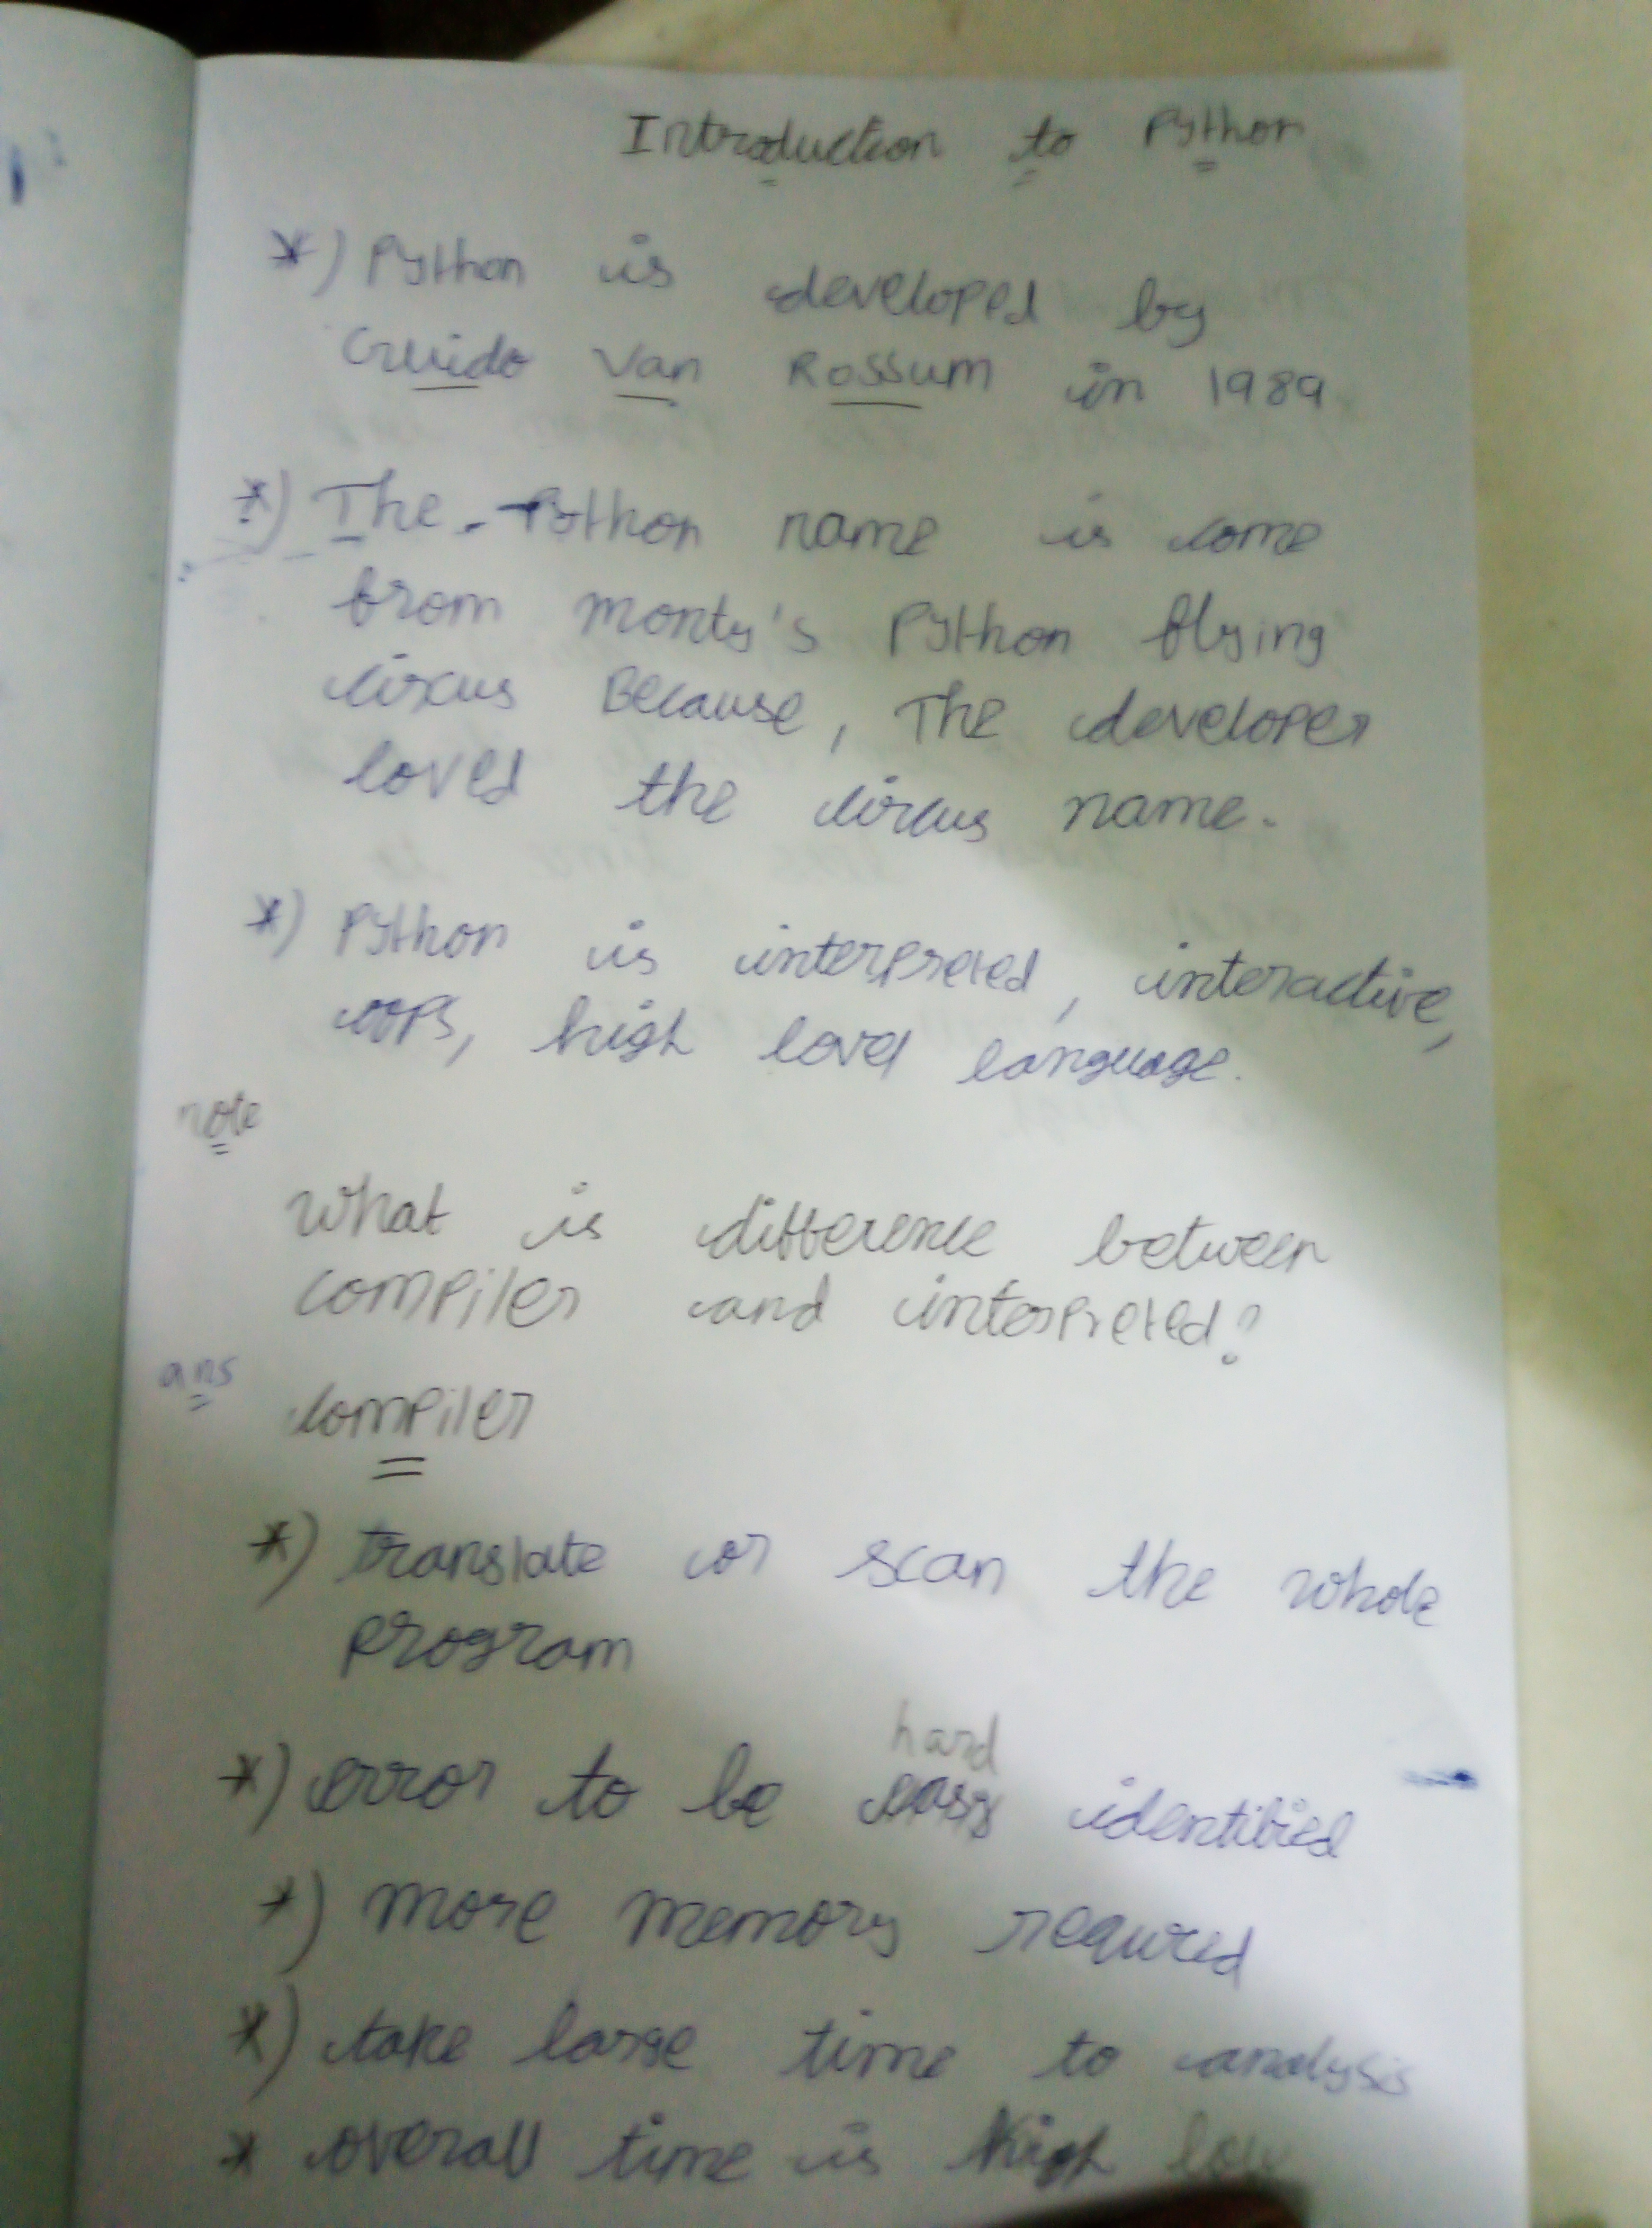 Introduction to Python
*) Python is developed by
Guido Van Rossum in 1989
*) The Python name is come
from monty's Python flying
circus Because, The developer
loved the circus name.
*) Python is interpreted, interactive,
oops, high level language.
note
what is difference between
compiler and interpreted?
ans
compiler
*) translate or scan the whole
program
hard
*) error to be easy identified
*) more memory required
*) take large time to analysis
* overall time is high low